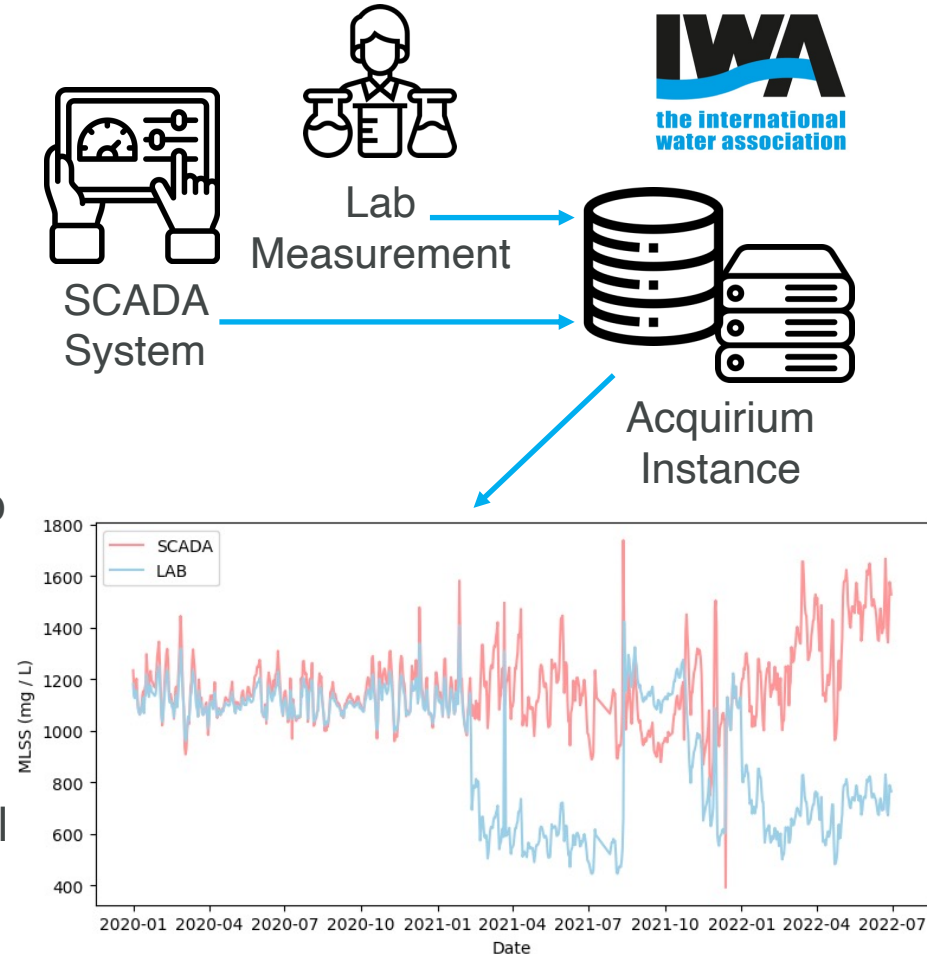 IWA
the international
water association
Lab
Measurement
SCADA
System
Acquirium
Instance
SCADA
LAB
1800
1600
1400
1200
1000
800
600
400
MLSS (mg / L)
2020-01 2020-04 2020-07 2020-10 2021-01 2021-04 2021-07 2021-10 2022-01 2022-04 2022-07
Date